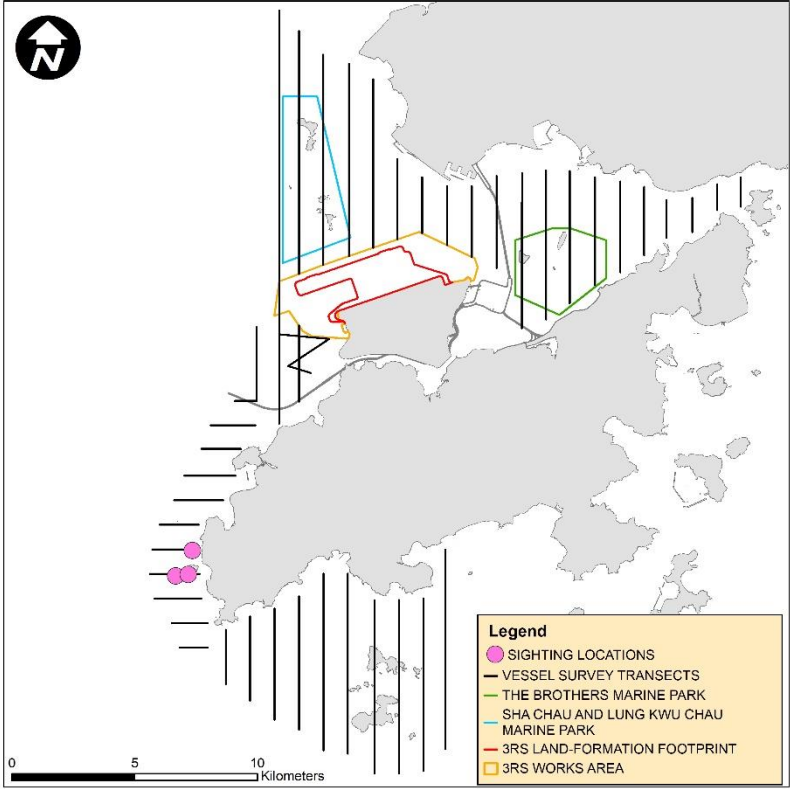 N
Legend
SIGHTING LOCATIONS
VESSEL SURVEY TRANSECTS
THE BROTHERS MARINE PARK
SHA CHAU AND LUNG KWU CHAU
MARINE PARK
3RS LAND-FORMATION FOOTPRINT
3RS WORKS AREA
0 5 10
Kilometers